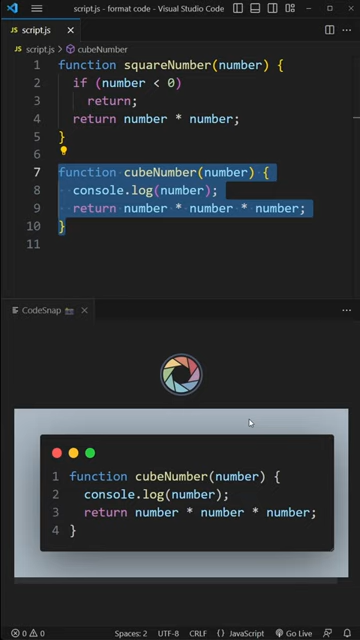 script.js - format code - Visual Studio Code
script.js
script.js > cubeNumber
1 function squareNumber(number) {
2 if (number < 0)
3 return;
4 return number * number;
5 }
6
7 function cubeNumber(number) {
8 console.log(number);
9 return number * number * number;
10 }
11
CodeSnap 📸
1 function cubeNumber(number) {
2 console.log(number);
3 return number * number * number;
4 }
0 0 Spaces: 2 UTF-8 CRLF {} JavaScript Go Live